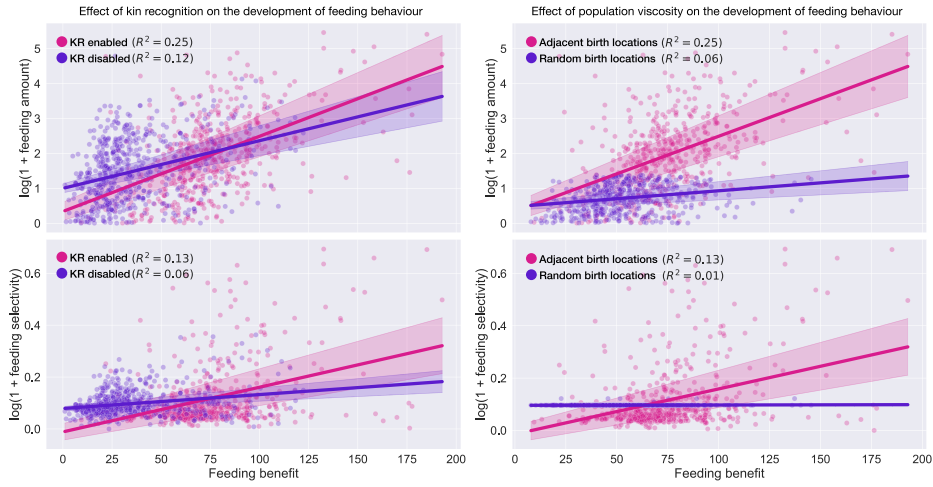 Effect of kin recognition on the development of feeding behaviour
Effect of population viscosity on the development of feeding behaviour
log(1 + feeding amount)
5
4
3
2
1
0
KR enabled (R² = 0.25)
KR disabled (R² = 0.12)
log(1 + feeding amount)
5
4
3
2
1
0
Adjacent birth locations (R² = 0.25)
Random birth locations (R² = 0.06)
log(1 + feeding selectivity)
0.6
0.4
0.2
0.0
KR enabled (R² = 0.13)
KR disabled (R² = 0.06)
0 25 50 75 100 125 150 175 200
Feeding benefit
log(1 + feeding selectivity)
0.6
0.4
0.2
0.0
Adjacent birth locations (R² = 0.13)
Random birth locations (R² = 0.01)
0 25 50 75 100 125 150 175 200
Feeding benefit